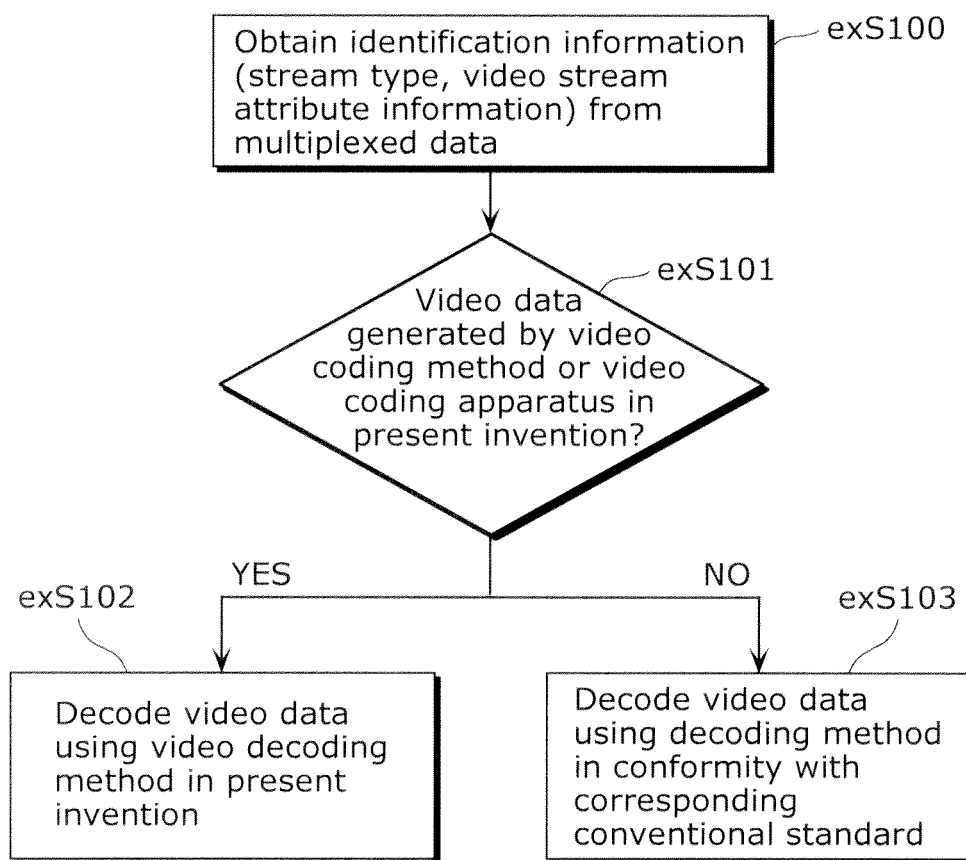 exS100
Obtain identification information
(stream type, video stream
attribute information) from
multiplexed data
exS101
Video data
generated by video
coding method or video
coding apparatus in
present invention?
YES
NO
exS102
exS103
Decode video data
using video decoding
method in present
invention
Decode video data
using decoding method
in conformity with
corresponding
conventional standard